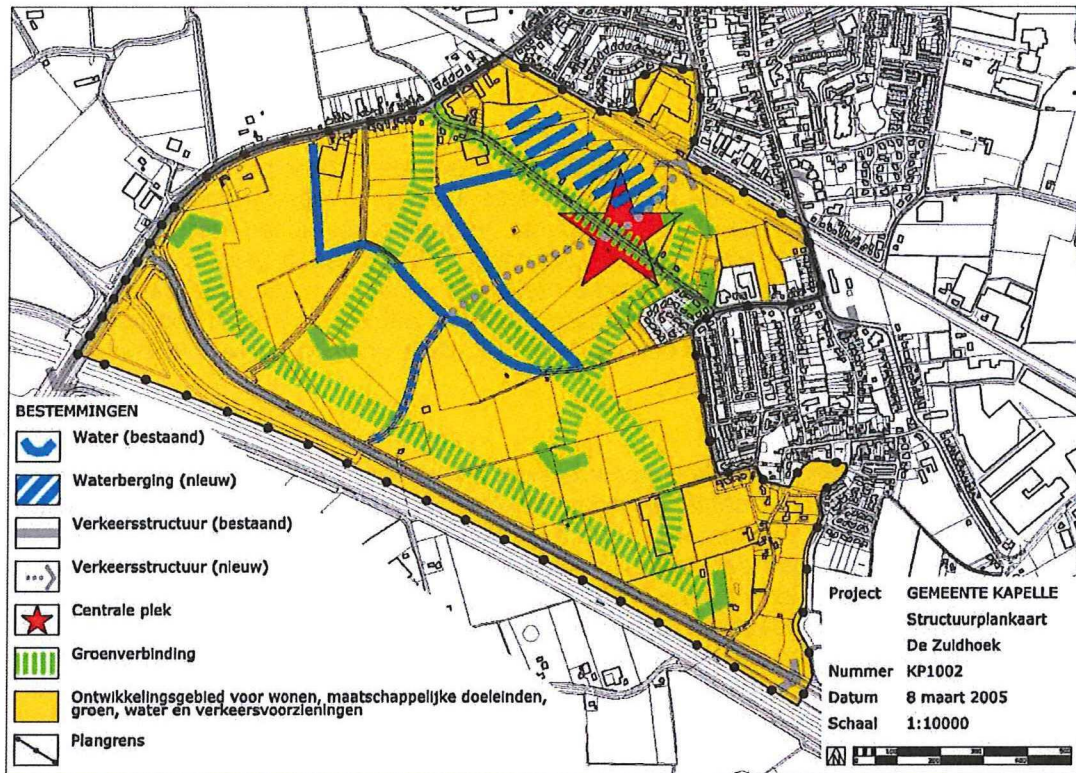 BESTEMMINGEN
Water (bestaand)
Waterberging (nieuw)
Verkeersstructuur (bestaand)
Verkeersstructuur (nieuw)
Centrale plek
Groenverbinding
Ontwikkelingsgebied voor wonen, maatschappelijke doeleinden,
groen, water en verkeersvoorzieningen
Plangrens
Project GEMEENTE KAPELLE
Structuurplankaart
De Zuidhoek
Nummer KP1002
Datum 8 maart 2005
Schaal 1:10000